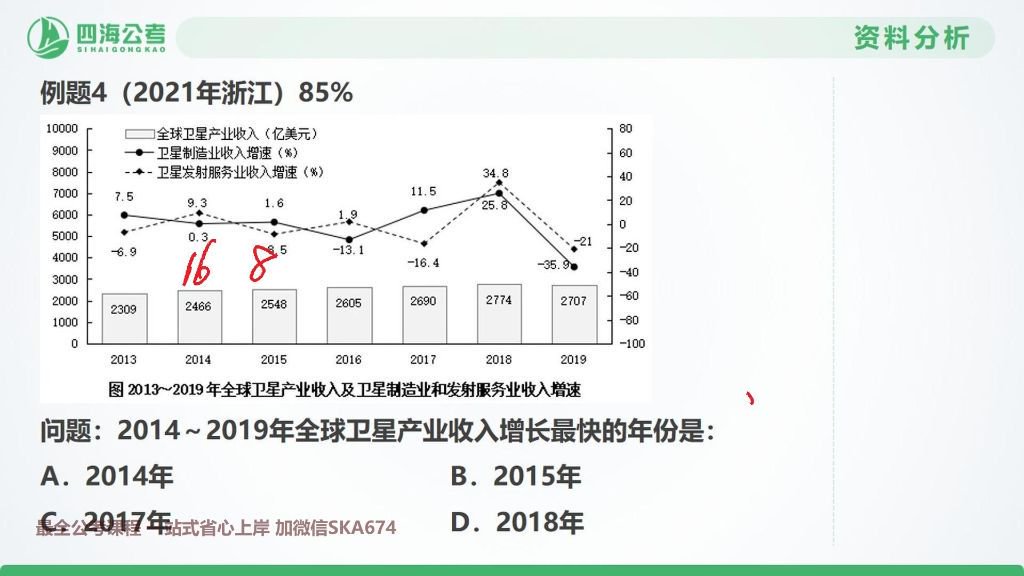 四海公考
SIHAIGONGKAO
资料分析
例题4（2021年浙江）85%
10000
9000
8000
7000
6000
5000
4000
3000
2000
1000
0
80
60
40
20
0
-20
-40
-60
-80
-100
全球卫星产业收入（亿美元）
卫星制造业收入增速（%）
卫星发射服务业收入增速（%）
7.5 9.3 1.6 1.9 11.5 34.8 -21
-6.9 0.3 -13.1 -16.4 25.8 -35.9
16 8
2309 2466 2548 2605 2690 2774 2707
2013 2014 2015 2016 2017 2018 2019
图 2013～2019年全球卫星产业收入及卫星制造业和发射服务业收入增速
问题：2014～2019年全球卫星产业收入增长最快的年份是：
A. 2014年 B. 2015年
C. 2017年 D. 2018年
最全公考课程 一站式省心上岸 加微信SKA674